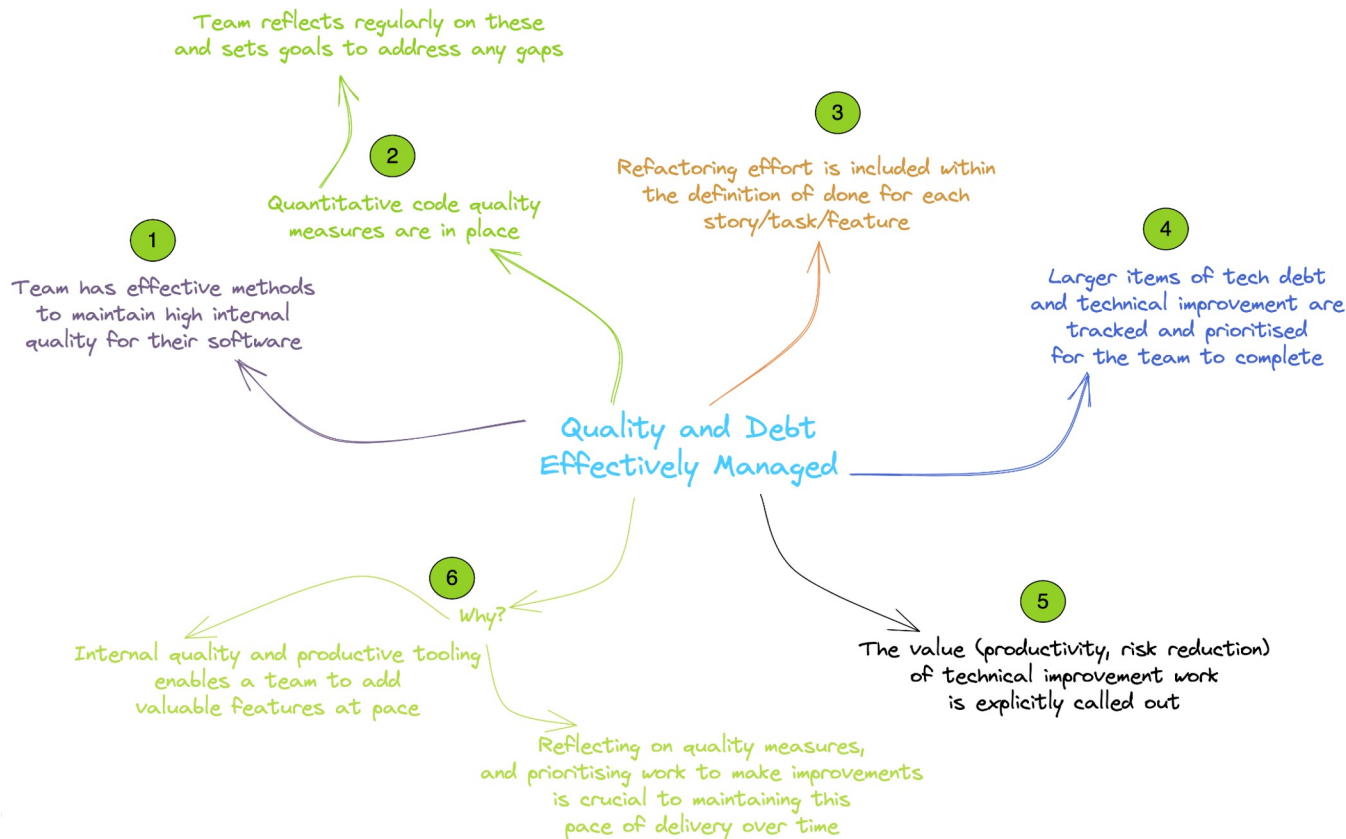 Team reflects regularly on these
and sets goals to address any gaps
2
Quantitative code quality
measures are in place
1
Team has effective methods
to maintain high internal
quality for their software
3
Refactoring effort is included within
the definition of done for each
story/task/feature
4
Larger items of tech debt
and technical improvement are
tracked and prioritised
for the team to complete
Quality and Debt
Effectively Managed
5
The value (productivity, risk reduction)
of technical improvement work
is explicitly called out
6
Why?
Internal quality and productive tooling
enables a team to add
valuable features at pace
Reflecting on quality measures,
and prioritising work to make improvements
is crucial to maintaining this
pace of delivery over time